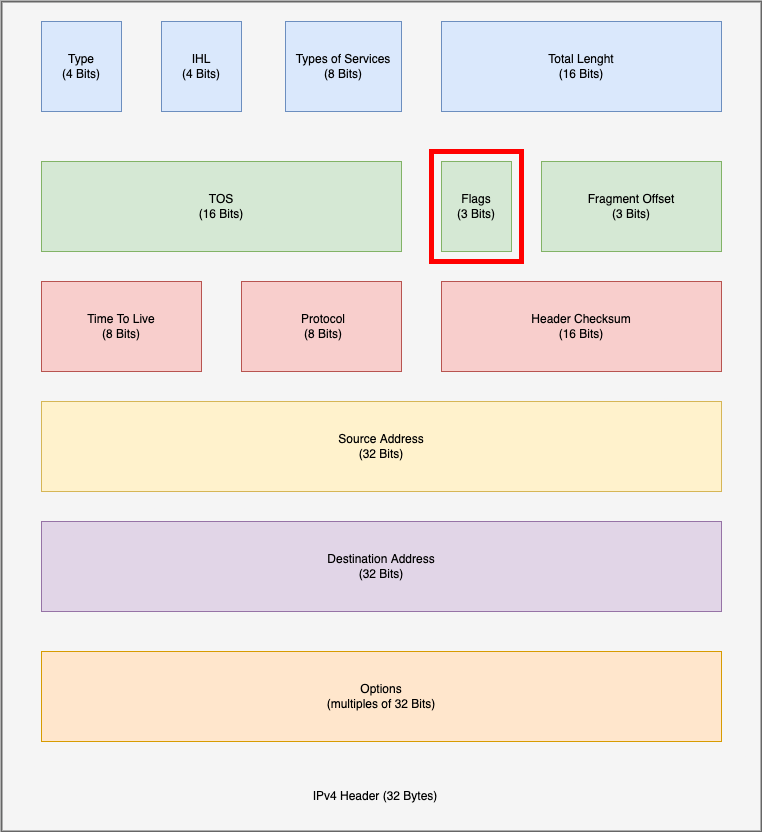 Type
(4 Bits)
IHL
(4 Bits)
Types of Services
(8 Bits)
Total Lenght
(16 Bits)
TOS
(16 Bits)
Flags
(3 Bits)
Fragment Offset
(3 Bits)
Time To Live
(8 Bits)
Protocol
(8 Bits)
Header Checksum
(16 Bits)
Source Address
(32 Bits)
Destination Address
(32 Bits)
Options
(multiples of 32 Bits)
IPv4 Header (32 Bytes)